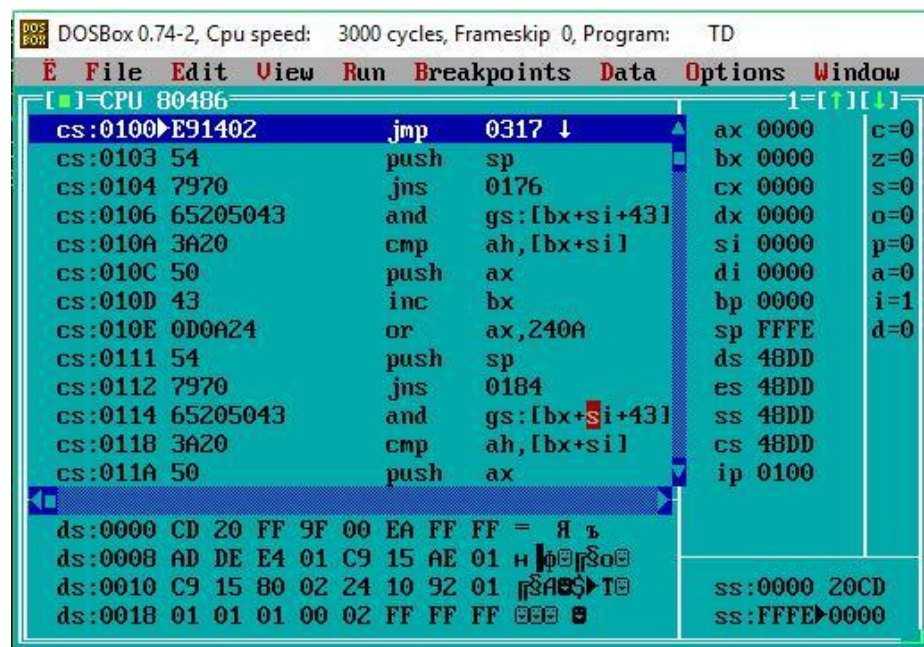 DOSBox 0.74-2, Cpu speed: 3000 cycles, Frameskip 0, Program: TD
Ë File Edit View Run Breakpoints Data Options Window
[■]=CPU 80486 1=[↑][↓]
cs:0100►E91402 jmp 0317 ↓ ax 0000 c=0
cs:0103 54 push sp bx 0000 z=0
cs:0104 7970 jns 0176 cx 0000 s=0
cs:0106 65205043 and gs:[bx+si+43] dx 0000 o=0
cs:010A 3A20 cmp ah,[bx+si] si 0000 p=0
cs:010C 50 push ax di 0000 a=0
cs:010D 43 inc bx bp 0000 i=1
cs:010E 0D0A24 or ax,240A sp FFFE d=0
cs:0111 54 push sp ds 48DD
cs:0112 7970 jns 0184 es 48DD
cs:0114 65205043 and gs:[bx+si+43] ss 48DD
cs:0118 3A20 cmp ah,[bx+si] cs 48DD
cs:011A 50 push ax ip 0100
ds:0000 CD 20 FF 9F 00 EA FF FF = Я ъ
ds:0008 AD DE E4 01 C9 15 AE 01
ds:0010 C9 15 80 02 24 10 92 01 ss:0000 20CD
ds:0018 01 01 01 00 02 FF FF FF ss:FFFE►0000